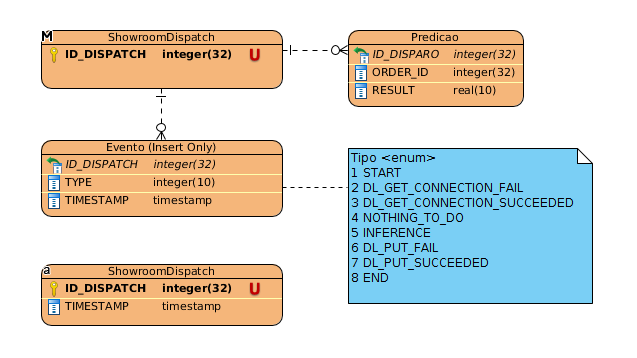 M
ShowroomDispatch
ID_DISPATCH integer(32) U
Predicao
ID_DISPARO integer(32)
ORDER_ID integer(32)
RESULT real(10)
Evento (Insert Only)
ID_DISPATCH integer(32)
TYPE integer(10)
TIMESTAMP timestamp
Tipo <enum>
1 START
2 DL_GET_CONNECTION_FAIL
3 DL_GET_CONNECTION_SUCCEEDED
4 NOTHING_TO_DO
5 INFERENCE
6 DL_PUT_FAIL
7 DL_PUT_SUCCEEDED
8 END
a
ShowroomDispatch
ID_DISPATCH integer(32) U
TIMESTAMP timestamp